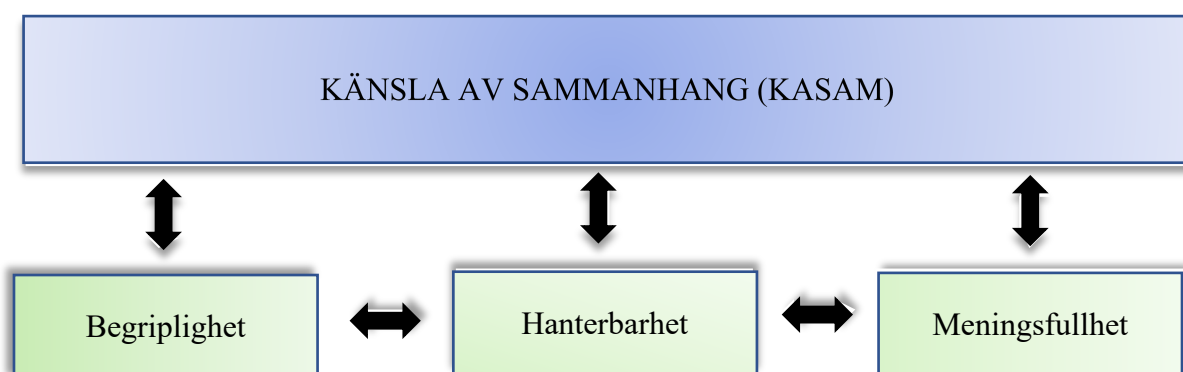 KÄNSLA AV SAMMANHANG (KASAM)
Begriplighet
Hanterbarhet
Meningsfullhet